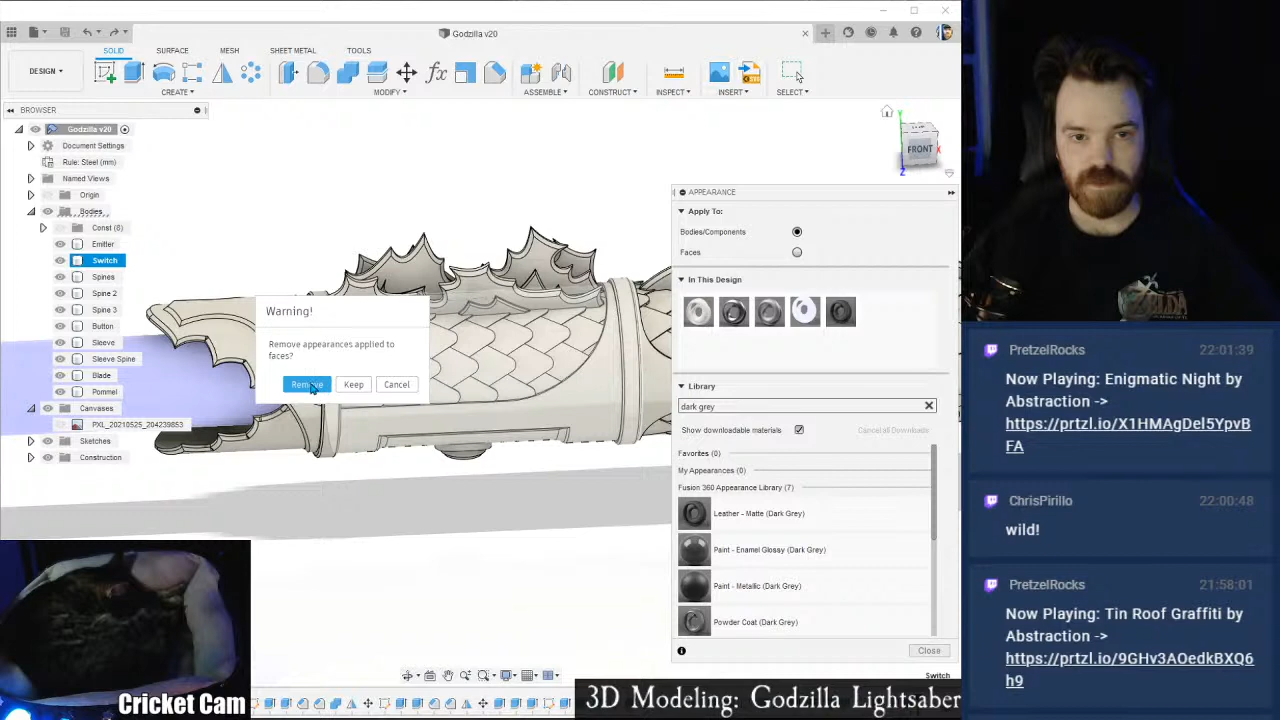 Godzilla v20
SOLID SURFACE MESH SHEET METAL TOOLS
DESIGN
CREATE MODIFY ASSEMBLE CONSTRUCT INSPECT INSERT SELECT
BROWSER
Godzilla v20
Document Settings
Rule: Steel (mm)
Named Views
Origin
Bodies
Const (8)
Emitter
Switch
Spines
Spine 2
Spine 3
Button
Sleeve
Sleeve Spine
Blade
Pommel
Canvases
PXL_20210525_204239853
Sketches
Construction
Warning!
Remove appearances applied to
faces?
Remove Keep Cancel
FRONT
Y
X
Z
APPEARANCE
Apply To:
Bodies/Components
Faces
In This Design
Library
dark grey
Show downloadable materials Cancel all Downloads
Favorites (0)
My Appearances (0)
Fusion 360 Appearance Library (7)
Leather - Matte (Dark Grey)
Paint - Enamel Glossy (Dark Grey)
Paint - Metallic (Dark Grey)
Powder Coat (Dark Grey)
Close
Switch
Cricket Cam
3D Modeling: Godzilla Lightsaber
ZELDA
PretzelRocks 22:01:39
Now Playing: Enigmatic Night by
Abstraction ->
https://prtzl.io/X1HMAgDel5YpvB
FA
ChrisPirillo 22:00:48
wild!
PretzelRocks 21:58:01
Now Playing: Tin Roof Graffiti by
Abstraction ->
https://prtzl.io/9GHv3AOedkBXQ6
h9